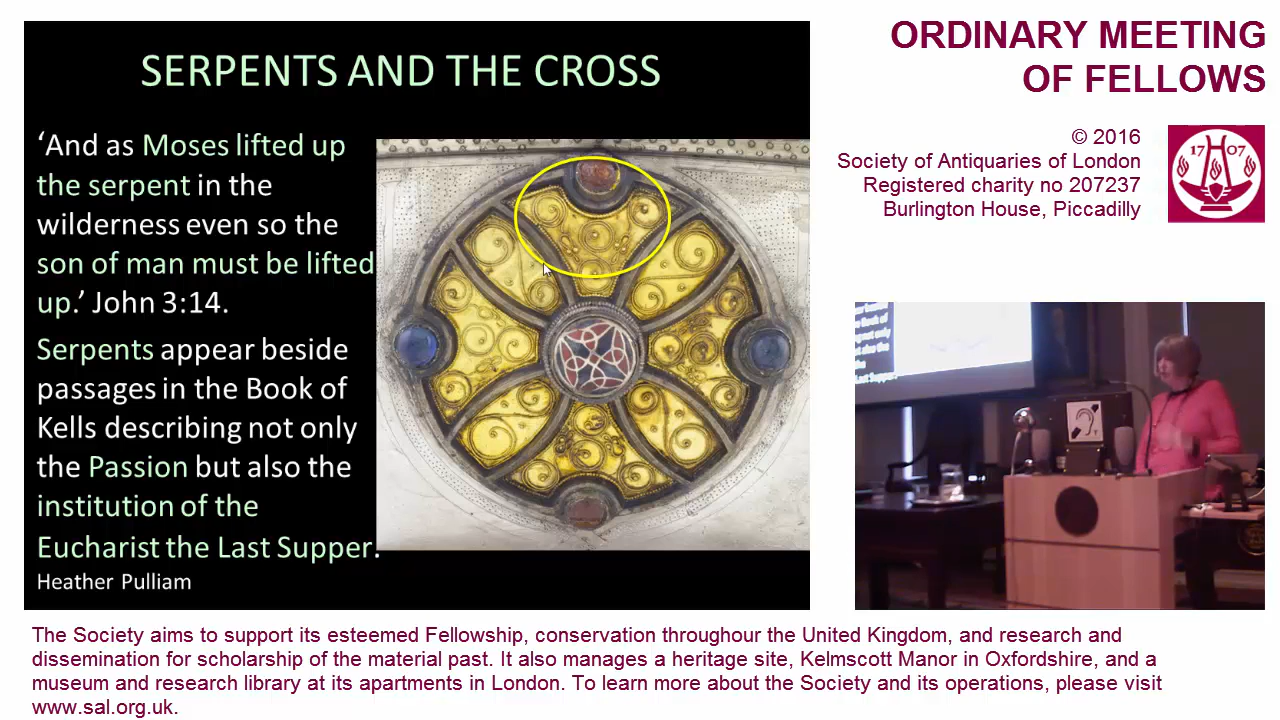 SERPENTS AND THE CROSS
‘And as Moses lifted up
the serpent in the
wilderness even so the
son of man must be lifted
up.’ John 3:14.
Serpents appear beside
passages in the Book of
Kells describing not only
the Passion but also the
institution of the
Eucharist the Last Supper.
Heather Pulliam
ORDINARY MEETING
OF FELLOWS
© 2016
Society of Antiquaries of London
Registered charity no 207237
Burlington House, Piccadilly
17 07
The Society aims to support its esteemed Fellowship, conservation throughour the United Kingdom, and research and
dissemination for scholarship of the material past. It also manages a heritage site, Kelmscott Manor in Oxfordshire, and a
museum and research library at its apartments in London. To learn more about the Society and its operations, please visit
www.sal.org.uk.